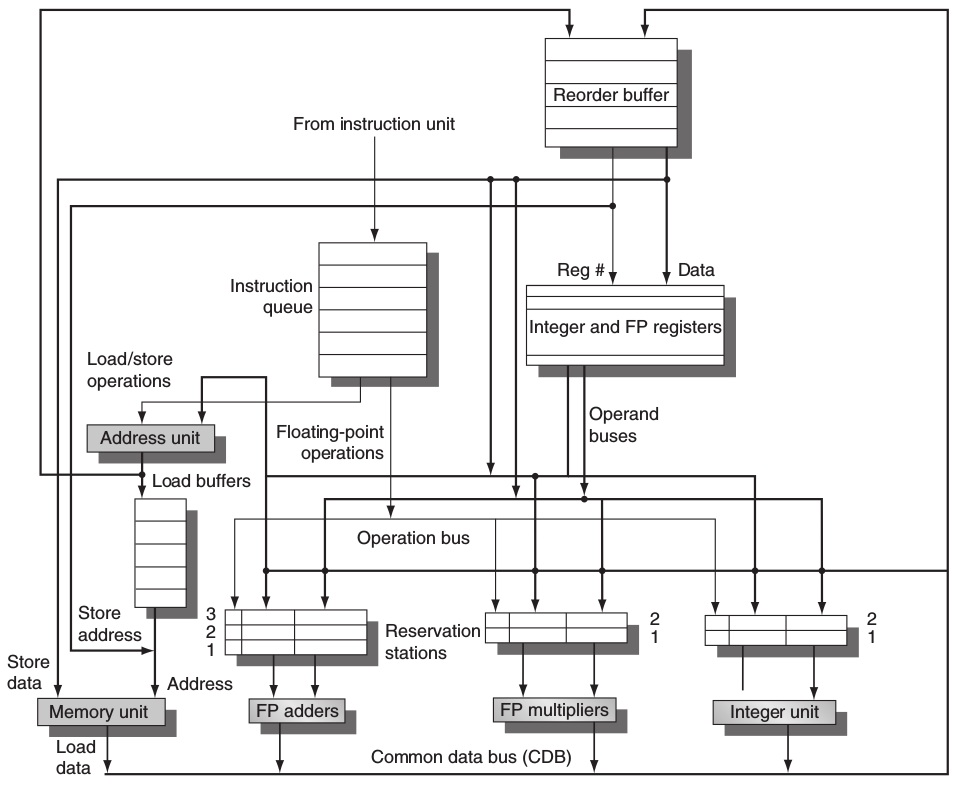 Reorder buffer
From instruction unit
Reg #
Data
Instruction
queue
Integer and FP registers
Load/store
operations
Address unit
Floating-point
operations
Operand
buses
Load buffers
Operation bus
Store
address
3
2
1
Reservation
stations
2
1
2
1
Store
data
Address
Memory unit
FP adders
FP multipliers
Integer unit
Load
data
Common data bus (CDB)